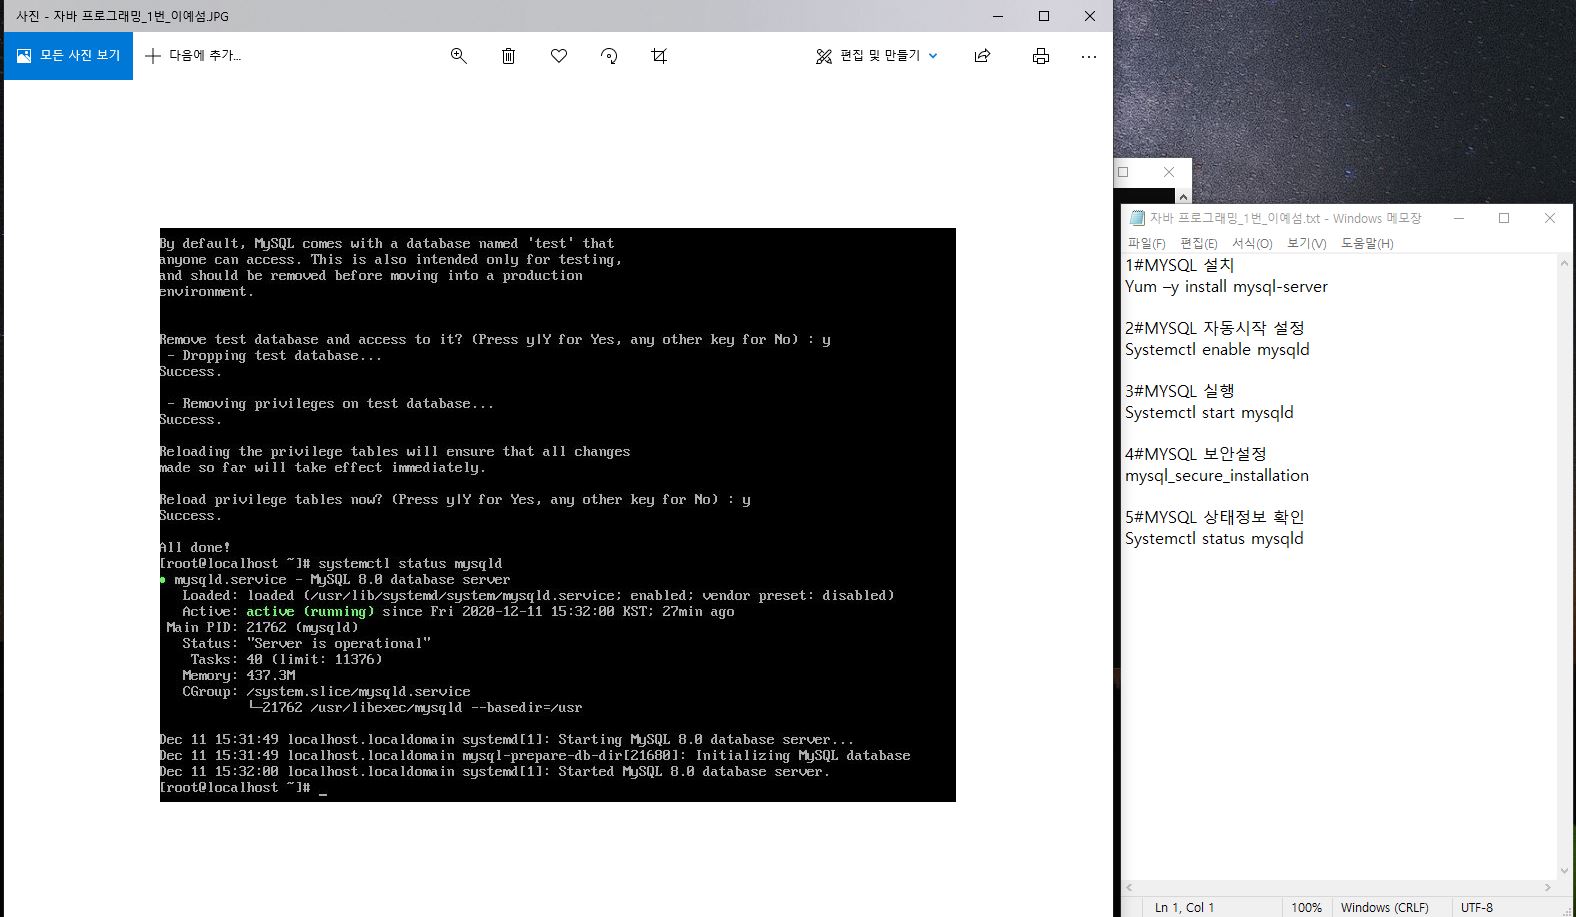 사진 - 자바 프로그래밍_1번_이예섬.JPG
모든 사진 보기
다음에 추가...
편집 및 만들기
By default, MySQL comes with a database named 'test' that
anyone can access. This is also intended only for testing,
and should be removed before moving into a production
environment.
Remove test database and access to it? (Press y|Y for Yes, any other key for No) : y
- Dropping test database...
Success.
- Removing privileges on test database...
Success.
Reloading the privilege tables will ensure that all changes
made so far will take effect immediately.
Reload privilege tables now? (Press y|Y for Yes, any other key for No) : y
Success.
All done!
[root@localhost ~]# systemctl status mysqld
● mysqld.service - MySQL 8.0 database server
Loaded: loaded (/usr/lib/systemd/system/mysqld.service; enabled; vendor preset: disabled)
Active: active (running) since Fri 2020-12-11 15:32:00 KST; 27min ago
Main PID: 21762 (mysqld)
Status: "Server is operational"
Tasks: 40 (limit: 11376)
Memory: 437.3M
CGroup: /system.slice/mysqld.service
└─21762 /usr/libexec/mysqld --basedir=/usr
Dec 11 15:31:49 localhost.localdomain systemd[1]: Starting MySQL 8.0 database server...
Dec 11 15:31:49 localhost.localdomain mysql-prepare-db-dir[21680]: Initializing MySQL database
Dec 11 15:32:00 localhost.localdomain systemd[1]: Started MySQL 8.0 database server.
[root@localhost ~]# _
자바 프로그래밍_1번_이예섬.txt - Windows 메모장
파일(F) 편집(E) 서식(O) 보기(V) 도움말(H)
1#MYSQL 설치
Yum –y install mysql-server
2#MYSQL 자동시작 설정
Systemctl enable mysqld
3#MYSQL 실행
Systemctl start mysqld
4#MYSQL 보안설정
mysql_secure_installation
5#MYSQL 상태정보 확인
Systemctl status mysqld
Ln 1, Col 1 100% Windows (CRLF) UTF-8